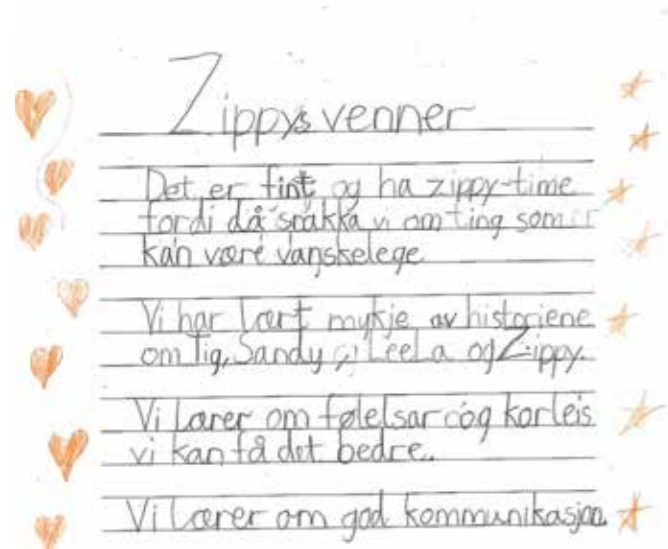 Zippys venner
Det er fint og ha zippy-time
fordi då snakka vi om ting som
kan være vanskelege
Vi har lært mykje av historiene
om Tig, Sandy, Leela og Zippy.
Vi lærer om følelsar og korleis
vi kan få det bedre..
Vi lærer om god kommunikasjon